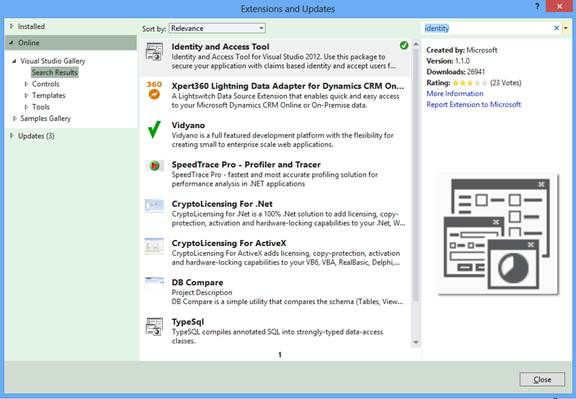 Extensions and Updates
? ×
▷ Installed
◢ Online
◢ Visual Studio Gallery
Search Results
▷ Controls
▷ Templates
▷ Tools
▷ Samples Gallery
▷ Updates (3)
Sort by: Relevance
Identity and Access Tool
Identity and Access Tool for Visual Studio 2012. Use this package to
secure your application with claims based identity and accept users f...
360
Xpert360 Lightning Data Adapter for Dynamics CRM On...
A Lightswitch Data Source Extension that enables quick and easy access
to your Microsoft Dynamics CRM Online or On-Premise data.
Vidyano
Vidyano is a full featured development platform with the flexibility for
creating small to enterprise scale web applications.
SpeedTrace Pro - Profiler and Tracer
SpeedTrace Pro - fastest and most accurate profiling solution for
performance analysis in .NET applications
CryptoLicensing For .Net
CryptoLicensing for .Net is a 100% .Net solution to add licensing, copy-
protection, activation and hardware-locking capabilities to your .Net, W...
CryptoLicensing For ActiveX
CryptoLicensing For ActiveX adds licensing, copy-protection, activation
and hardware-locking capabilities to your VB6, VBA, RealBasic, Delphi,...
DB Compare
Project Description
DB Compare is a simple utility that compares the schema (Tables, View...
TypeSql
TypeSQL compiles annotated SQL into strongly-typed data-access
classes.
1
identity
Created by: Microsoft
Version: 1.1.0
Downloads: 26941
Rating: ★★★☆☆ (23 Votes)
More Information
Report Extension to Microsoft
Close